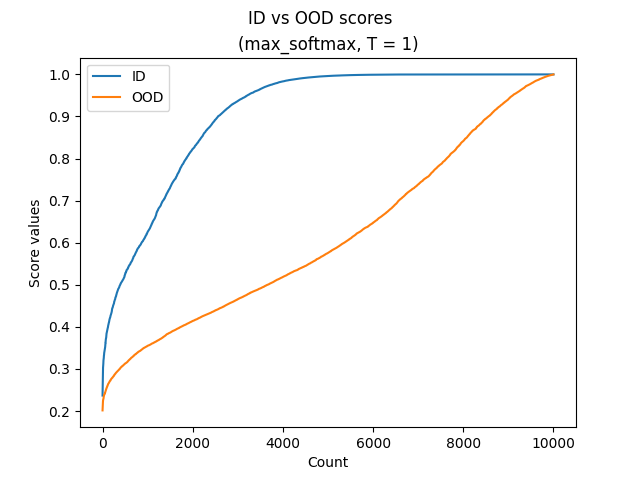 ID vs OOD scores
(max_softmax, T = 1)
ID
OOD
1.0
0.9
0.8
0.7
0.6
0.5
0.4
0.3
0.2
Score values
0
2000
4000
6000
8000
10000
Count